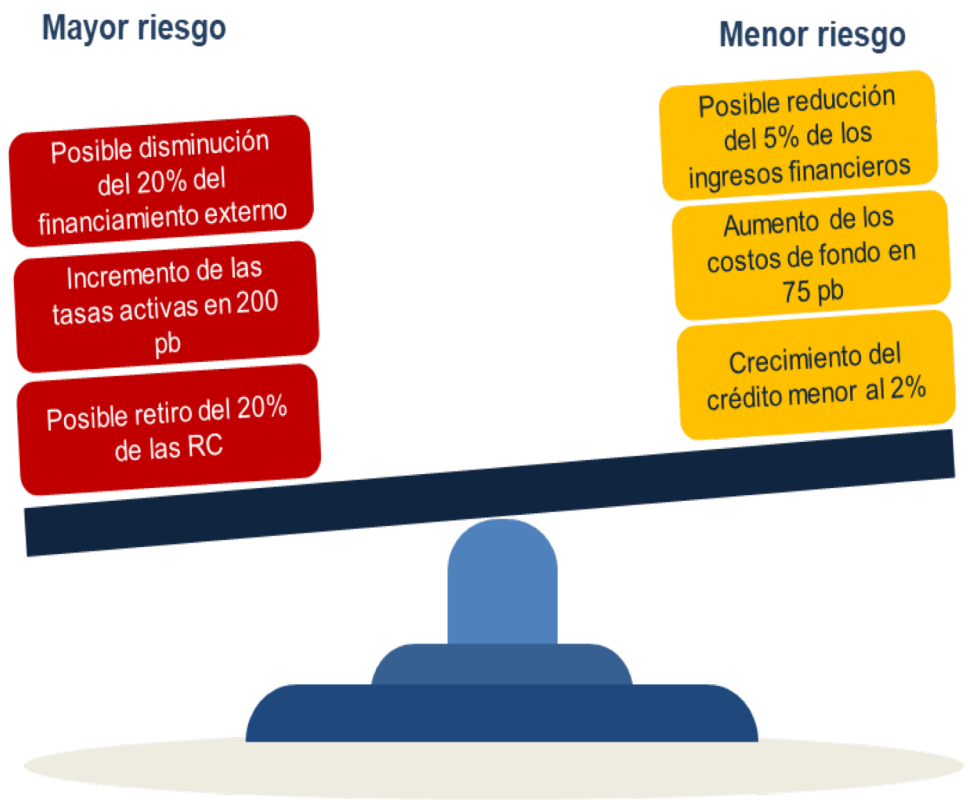 Mayor riesgo
Posible disminución
del 20% del
financiamiento externo
Incremento de las
tasas activas en 200
pb
Posible retiro del 20%
de las RC
Menor riesgo
Posible reducción
del 5% de los
ingresos financieros
Aumento de los
costos de fondo en
75 pb
Crecimiento del
crédito menor al 2%